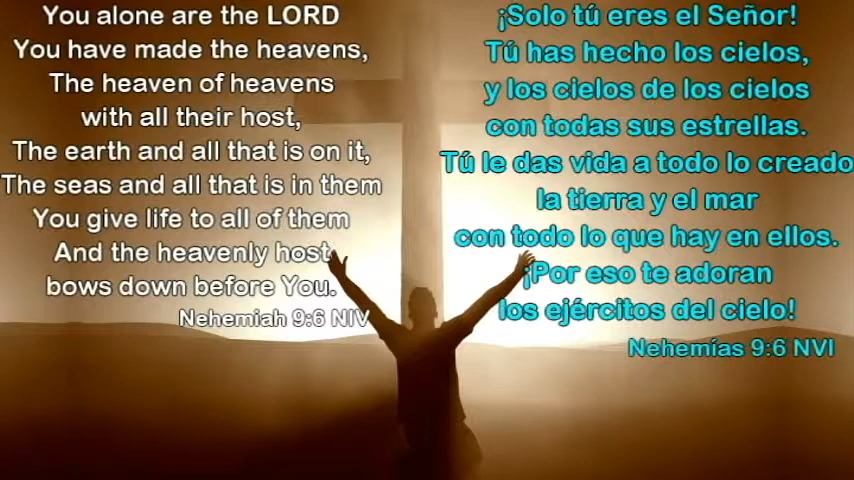 You alone are the LORD
You have made the heavens,
The heaven of heavens
with all their host,
The earth and all that is on it,
The seas and all that is in them
You give life to all of them
And the heavenly host
bows down before You.
Nehemiah 9:6 NIV
¡Solo tú eres el Señor!
Tú has hecho los cielos,
y los cielos de los cielos
con todas sus estrellas.
Tú le das vida a todo lo creado
la tierra y el mar
con todo lo que hay en ellos.
¡Por eso te adoran
los ejércitos del cielo!
Nehemías 9:6 NVI